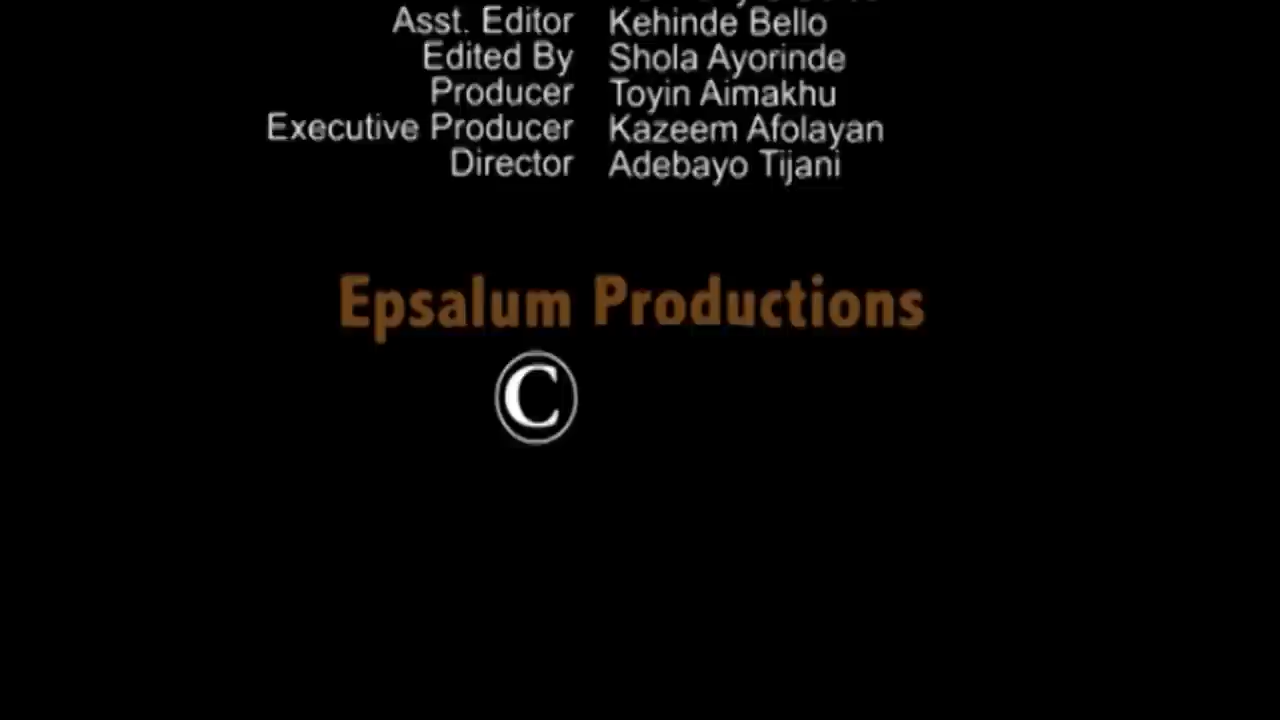 Asst. Editor Kehinde Bello
Edited By Shola Ayorinde
Producer Toyin Aimakhu
Executive Producer Kazeem Afolayan
Director Adebayo Tijani
Epsalum Productions
©